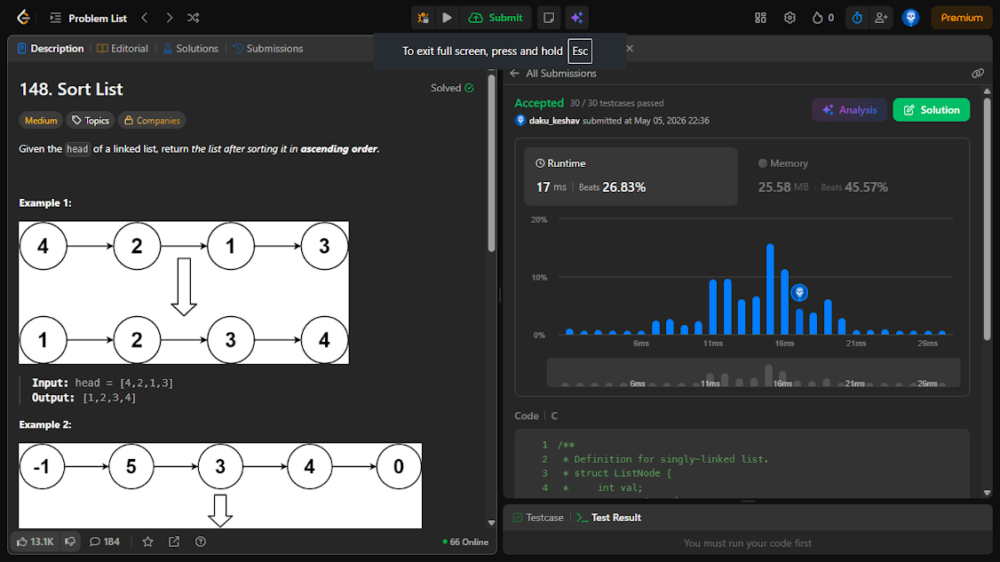 Problem List
Submit
0
Premium
Description
Editorial
Solutions
Submissions
To exit full screen, press and hold Esc
All Submissions
148. Sort List
Solved
Medium
Topics
Companies
Given the head of a linked list, return the list after sorting it in ascending order.
Example 1:
4 2 1 3
1 2 3 4
Input: head = [4,2,1,3]
Output: [1,2,3,4]
Example 2:
-1 5 3 4 0
13.1K
184
66 Online
Accepted 30 / 30 testcases passed
daku_keshav submitted at May 05, 2026 22:36
Analysis
Solution
Runtime
17 ms Beats 26.83%
Memory
25.58 MB Beats 45.57%
20%
10%
0%
6ms 11ms 16ms 21ms 26ms
6ms 11ms 16ms 21ms 26ms
Code C
1 /**
2 * Definition for singly-linked list.
3 * struct ListNode {
4 * int val;
Testcase
Test Result
You must run your code first